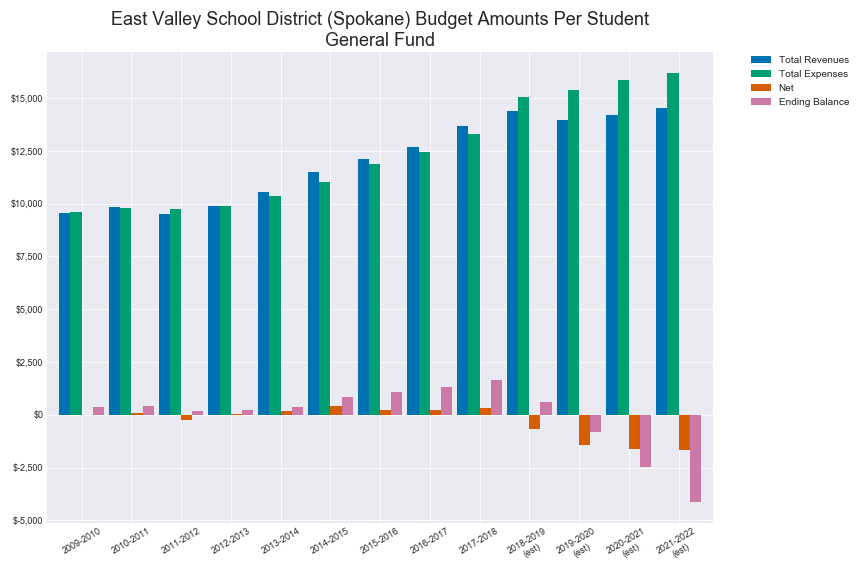 East Valley School District (Spokane) Budget Amounts Per Student
General Fund
Total Revenues
Total Expenses
Net
Ending Balance
$15,000
$12,500
$10,000
$7,500
$5,000
$2,500
$0
$-2,500
$-5,000
2009-2010
2010-2011
2011-2012
2012-2013
2013-2014
2014-2015
2015-2016
2016-2017
2017-2018
2018-2019
(est)
2019-2020
(est)
2020-2021
(est)
2021-2022
(est)